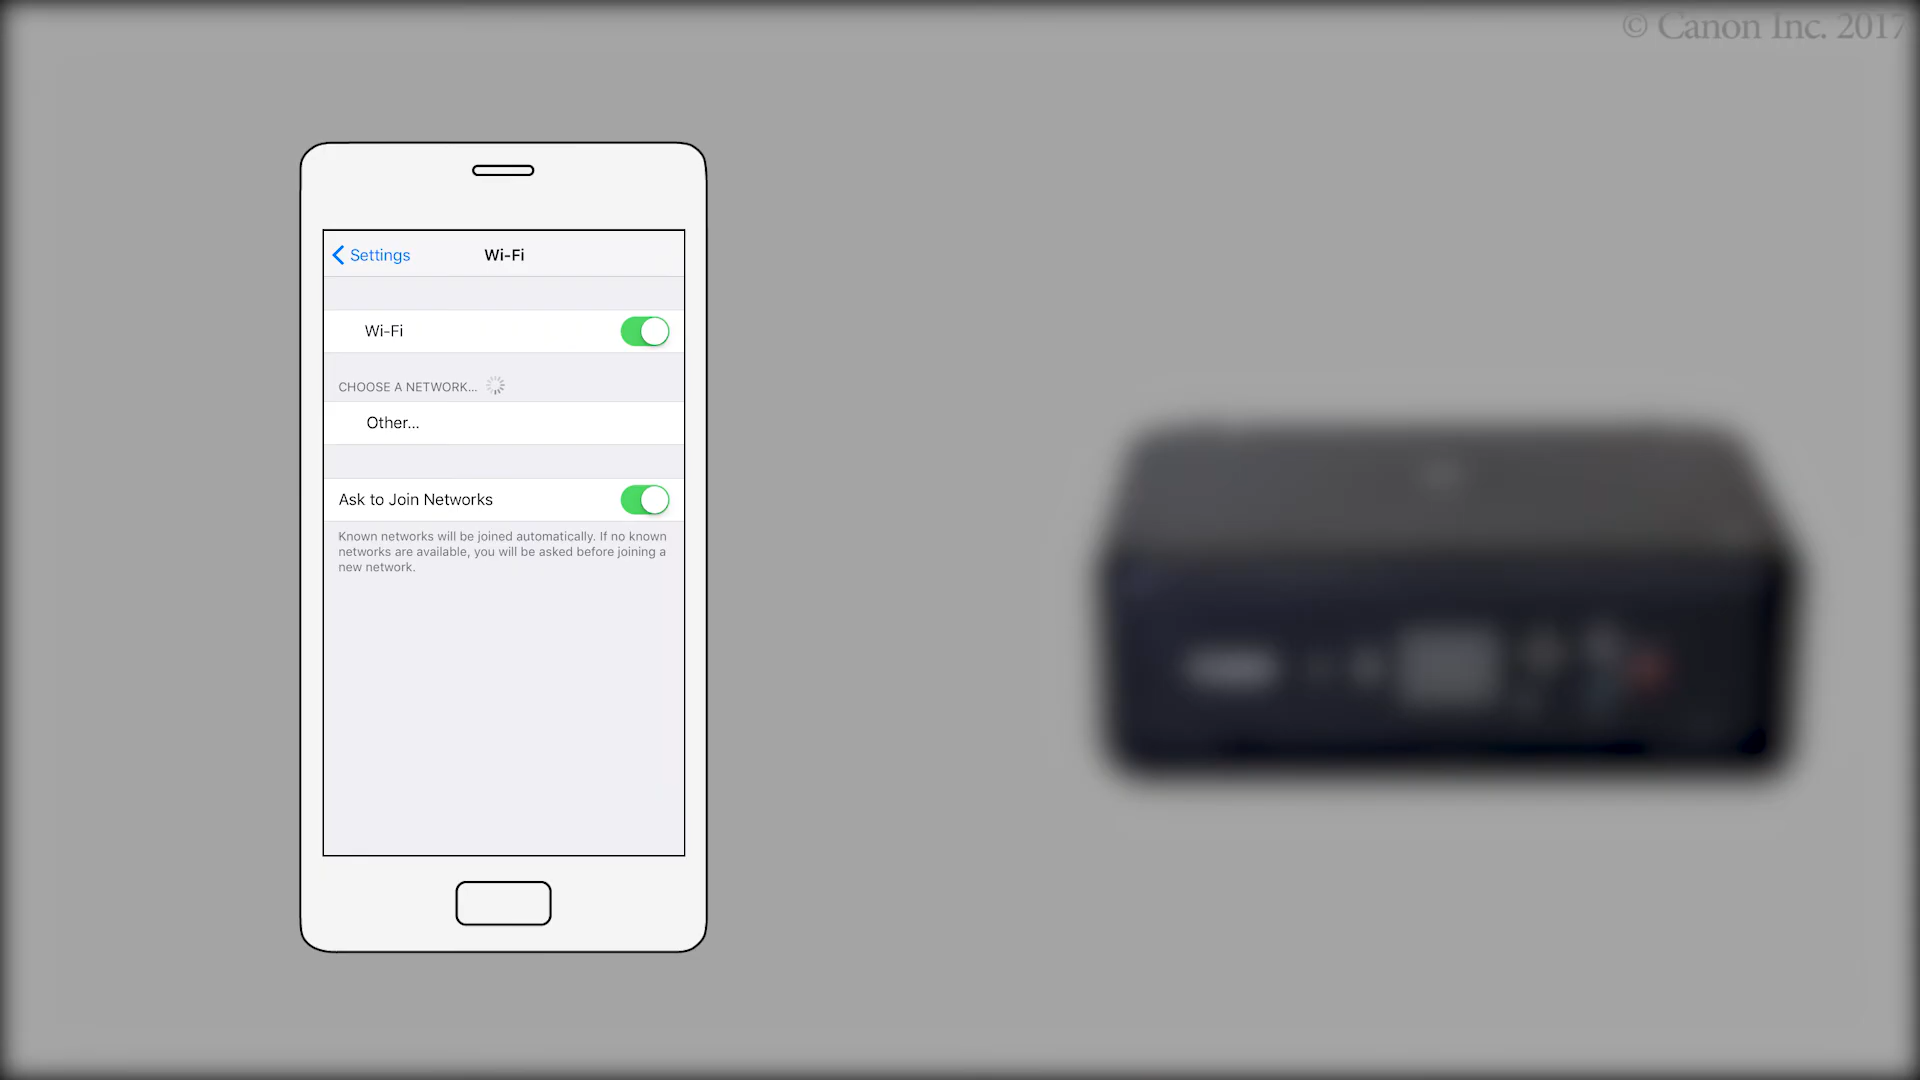 © Canon Inc. 2017
Settings
Wi-Fi
Wi-Fi
CHOOSE A NETWORK...
Other...
Ask to Join Networks
Known networks will be joined automatically. If no known
networks are available, you will be asked before joining a
new network.